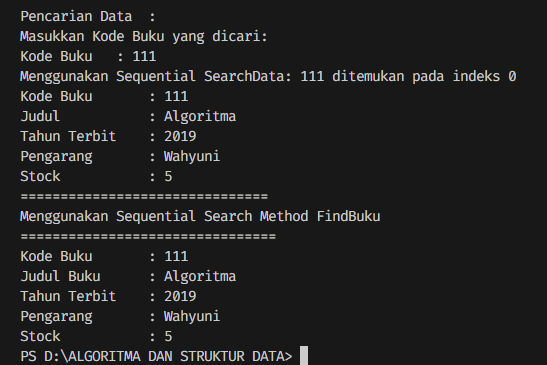 Pencarian Data  :
Masukkan Kode Buku yang dicari:
Kode Buku   : 111
Menggunakan Sequential SearchData: 111 ditemukan pada indeks 0
Kode Buku       : 111
Judul           : Algoritma
Tahun Terbit    : 2019
Pengarang       : Wahyuni
Stock           : 5
===============================
Menggunakan Sequential Search Method FindBuku
================================
Kode Buku       : 111
Judul Buku      : Algoritma
Tahun Terbit    : 2019
Pengarang       : Wahyuni
Stock           : 5
PS D:\ALGORITMA DAN STRUKTUR DATA>